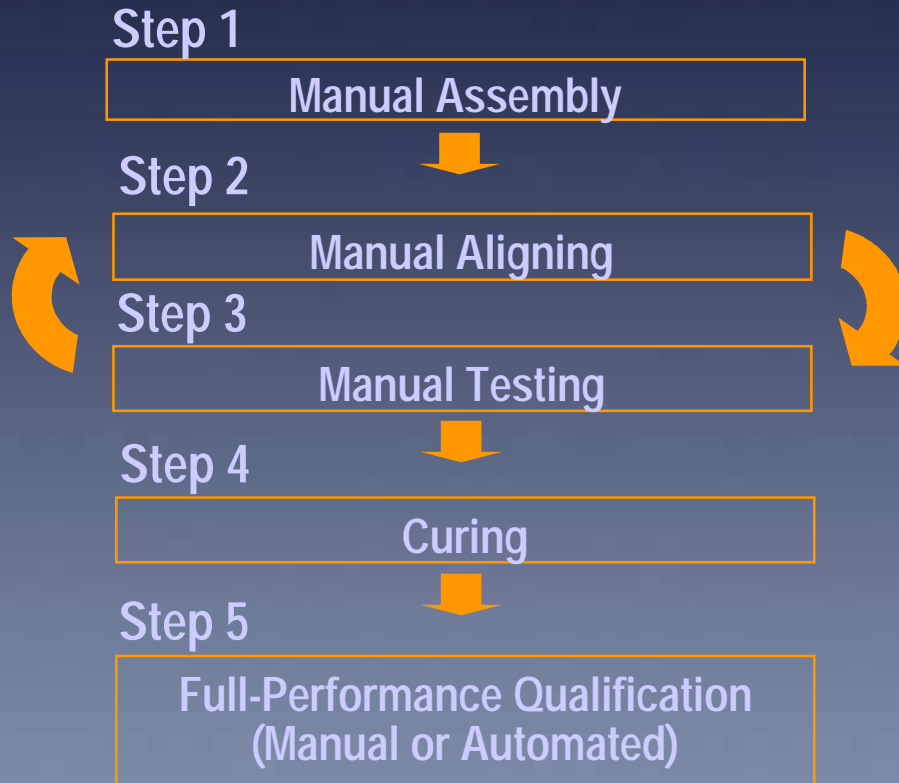 Step 1
Manual Assembly
Step 2
Manual Aligning
Step 3
Manual Testing
Step 4
Curing
Step 5
Full-Performance Qualification
(Manual or Automated)